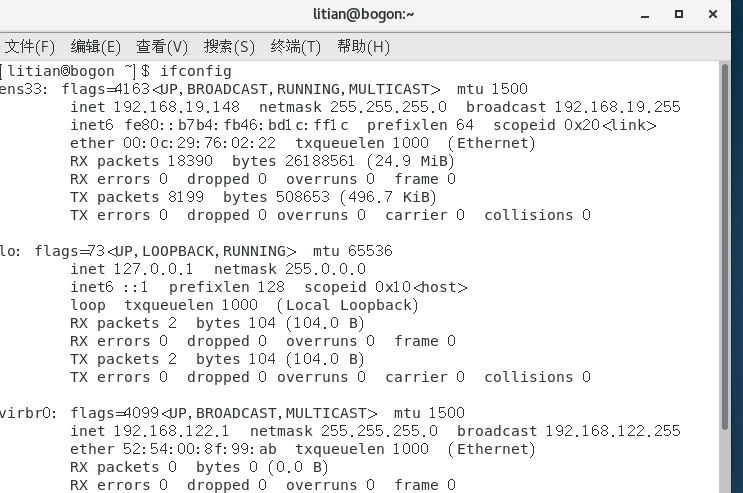 litian@bogon:~
文件(F) 编辑(E) 查看(V) 搜索(S) 终端(T) 帮助(H)
[litian@bogon ~]$ ifconfig
ens33: flags=4163<UP,BROADCAST,RUNNING,MULTICAST>  mtu 1500
        inet 192.168.19.148  netmask 255.255.255.0  broadcast 192.168.19.255
        inet6 fe80::b7b4:fb46:bd1c:ff1c  prefixlen 64  scopeid 0x20<link>
        ether 00:0c:29:76:02:22  txqueuelen 1000  (Ethernet)
        RX packets 18390  bytes 26188561 (24.9 MiB)
        RX errors 0  dropped 0  overruns 0  frame 0
        TX packets 8199  bytes 508653 (496.7 KiB)
        TX errors 0  dropped 0 overruns 0  carrier 0  collisions 0
lo: flags=73<UP,LOOPBACK,RUNNING>  mtu 65536
        inet 127.0.0.1  netmask 255.0.0.0
        inet6 ::1  prefixlen 128  scopeid 0x10<host>
        loop  txqueuelen 1000  (Local Loopback)
        RX packets 2  bytes 104 (104.0 B)
        RX errors 0  dropped 0  overruns 0  frame 0
        TX packets 2  bytes 104 (104.0 B)
        TX errors 0  dropped 0 overruns 0  carrier 0  collisions 0
virbr0: flags=4099<UP,BROADCAST,MULTICAST>  mtu 1500
        inet 192.168.122.1  netmask 255.255.255.0  broadcast 192.168.122.255
        ether 52:54:00:8f:99:ab  txqueuelen 1000  (Ethernet)
        RX packets 0  bytes 0 (0.0 B)
        RX errors 0  dropped 0  overruns 0  frame 0